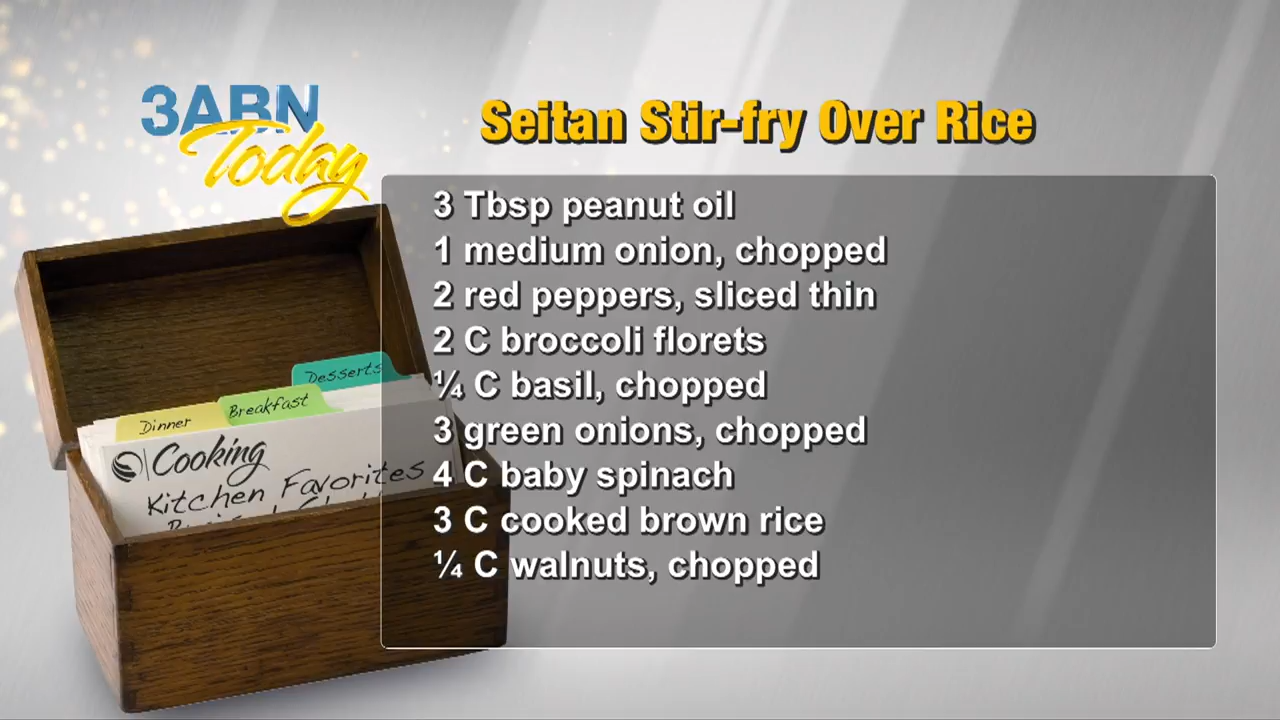 3ABN
Today
Seitan Stir-fry Over Rice
3 Tbsp peanut oil
1 medium onion, chopped
2 red peppers, sliced thin
2 C broccoli florets
¼ C basil, chopped
3 green onions, chopped
4 C baby spinach
3 C cooked brown rice
¼ C walnuts, chopped
Desserts
Breakfast
Dinner
Cooking
Kitchen Favorites